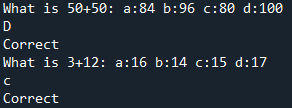 What is 50+50: a:84 b:96 c:80 d:100
D
Correct
What is 3+12: a:16 b:14 c:15 d:17
c
Correct